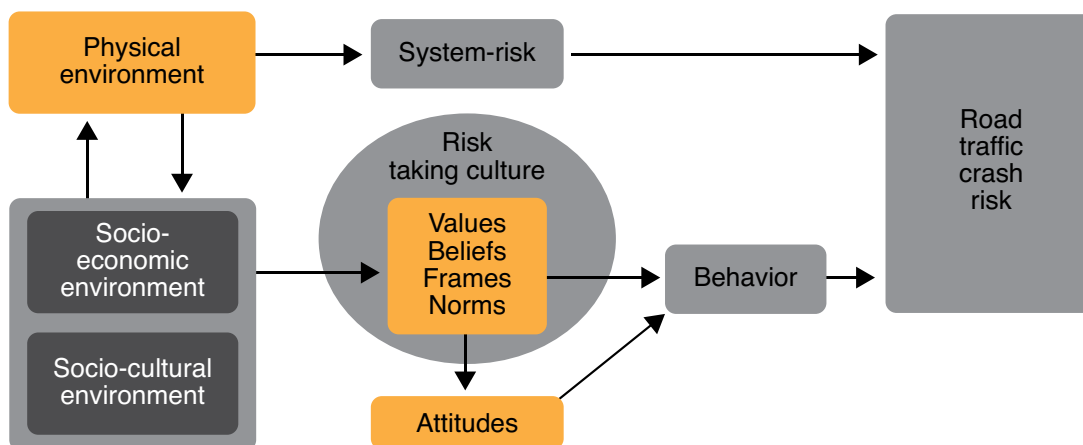 Physical
environment
System-risk
Road
traffic
crash
risk
Risk
taking culture
Values
Beliefs
Frames
Norms
Socio-
economic
environment
Behavior
Socio-cultural
environment
Attitudes